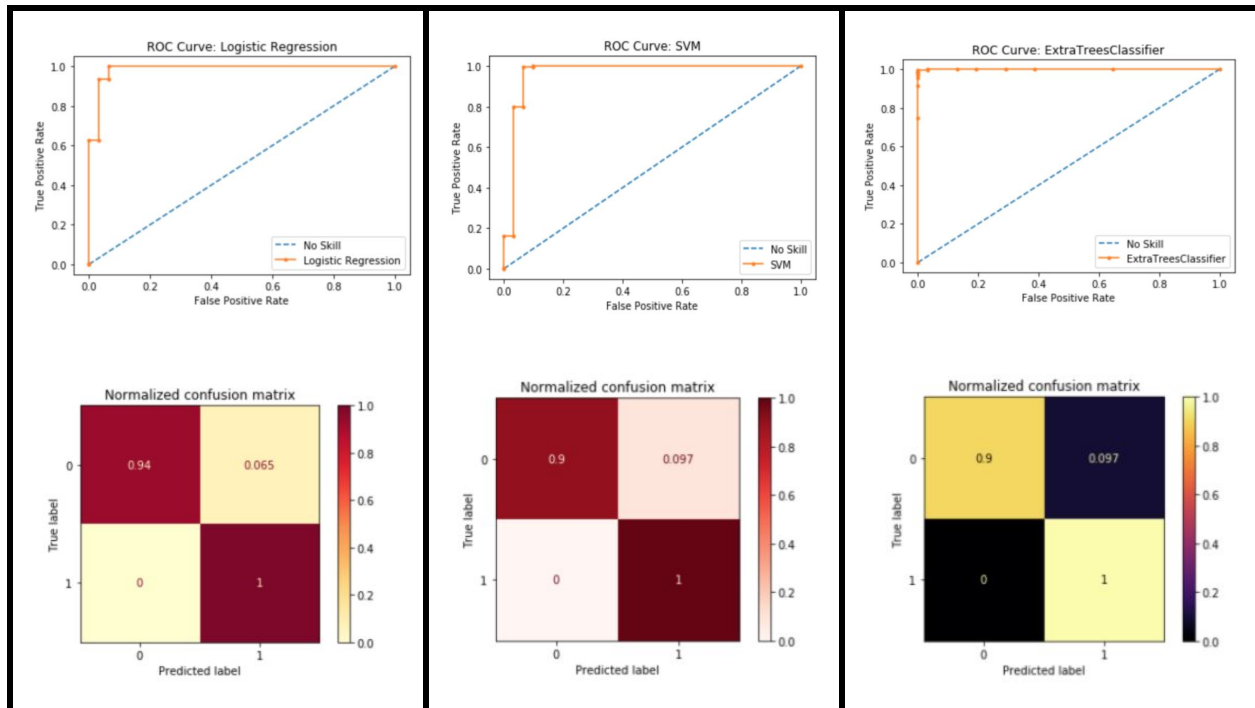 ROC Curve: Logistic Regression
1.0
0.8
0.6
0.4
0.2
0.0
True Positive Rate
No Skill
Logistic Regression
0.0 0.2 0.4 0.6 0.8 1.0
False Positive Rate
Normalized confusion matrix
0
1
True label
0.94 0.065
0 1
0 1
Predicted label
1.0
0.8
0.6
0.4
0.2
0.0
ROC Curve: SVM
1.0
0.8
0.6
0.4
0.2
0.0
True Positive Rate
No Skill
SVM
0.0 0.2 0.4 0.6 0.8 1.0
False Positive Rate
Normalized confusion matrix
0
1
True label
0.9 0.097
0 1
0 1
Predicted label
1.0
0.8
0.6
0.4
0.2
0.0
ROC Curve: ExtraTreesClassifier
1.0
0.8
0.6
0.4
0.2
0.0
True Positive Rate
No Skill
ExtraTreesClassifier
0.0 0.2 0.4 0.6 0.8 1.0
False Positive Rate
Normalized confusion matrix
0
1
True label
0.9 0.097
0 1
0 1
Predicted label
1.0
0.8
0.6
0.4
0.2
0.0